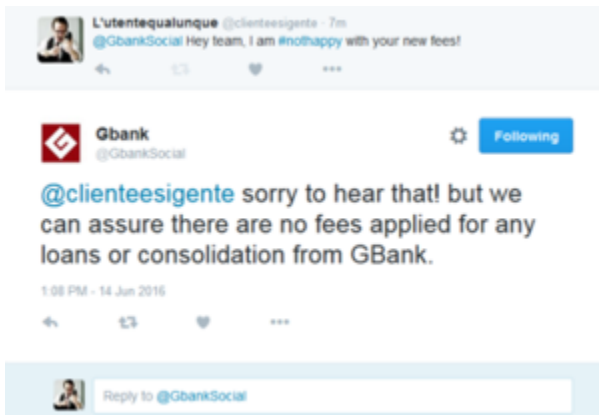 L'utentequalunque @clienteesigente · 7m
@GbankSocial Hey team, I am #nothappy with your new fees!
Gbank
@GbankSocial
Following
@clienteesigente sorry to hear that! but we
can assure there are no fees applied for any
loans or consolidation from GBank.
1:08 PM - 14 Jun 2016
Reply to @GbankSocial